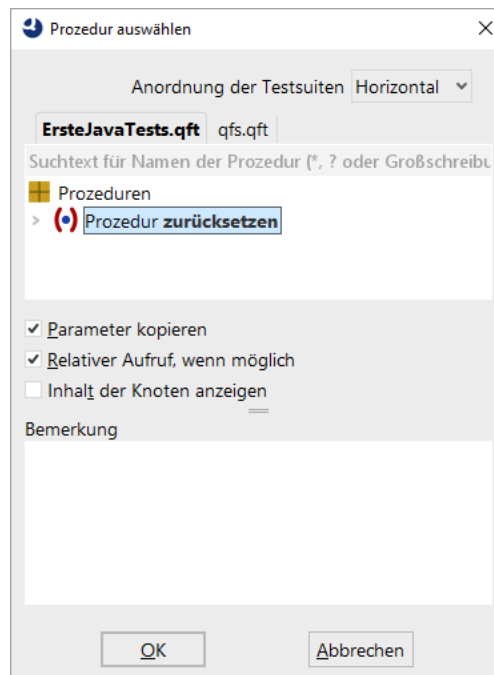 Prozedur auswählen
Anordnung der Testsuiten Horizontal
ErsteJavaTests.qft qfs.qft
Suchtext für Namen der Prozedur (*, ? oder Großschreibu
Prozeduren
Prozedur zurücksetzen
Parameter kopieren
Relativer Aufruf, wenn möglich
Inhalt der Knoten anzeigen
Bemerkung
OK Abbrechen